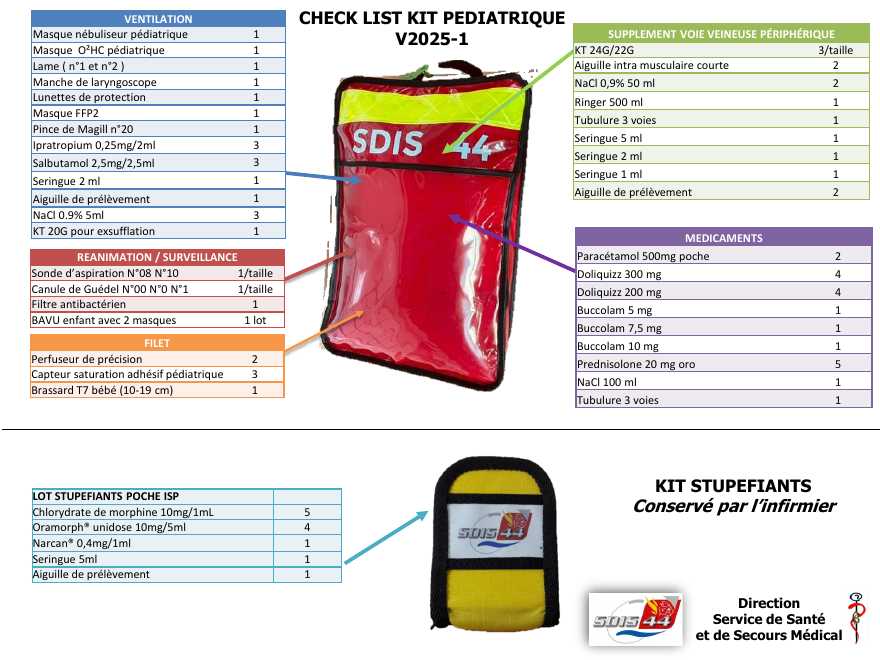 CHECK LIST KIT PEDIATRIQUE
V2025-1
VENTILATION
Masque nébuliseur pédiatrique 1
Masque O²HC pédiatrique 1
Lame ( n°1 et n°2 ) 1
Manche de laryngoscope 1
Lunettes de protection 1
Masque FFP2 1
Pince de Magill n°20 1
Ipratropium 0,25mg/2ml 3
Salbutamol 2,5mg/2,5ml 3
Seringue 2 ml 1
Aiguille de prélèvement 1
NaCl 0.9% 5ml 3
KT 20G pour exsufflation 1
REANIMATION / SURVEILLANCE
Sonde d’aspiration N°08 N°10 1/taille
Canule de Guédel N°00 N°0 N°1 1/taille
Filtre antibactérien 1
BAVU enfant avec 2 masques 1 lot
FILET
Perfuseur de précision 2
Capteur saturation adhésif pédiatrique 3
Brassard T7 bébé (10-19 cm) 1
SDIS 44
SUPPLEMENT VOIE VEINEUSE PÉRIPHÉRIQUE
KT 24G/22G 3/taille
Aiguille intra musculaire courte 2
NaCl 0,9% 50 ml 2
Ringer 500 ml 1
Tubulure 3 voies 1
Seringue 5 ml 1
Seringue 2 ml 1
Seringue 1 ml 1
Aiguille de prélèvement 2
MEDICAMENTS
Paracétamol 500mg poche 2
Doliquizz 300 mg 4
Doliquizz 200 mg 4
Buccolam 5 mg 1
Buccolam 7,5 mg 1
Buccolam 10 mg 1
Prednisolone 20 mg oro 5
NaCl 100 ml 1
Tubulure 3 voies 1
LOT STUPEFIANTS POCHE ISP
Chlorydrate de morphine 10mg/1mL 5
Oramorph® unidose 10mg/5ml 4
Narcan® 0,4mg/1ml 1
Seringue 5ml 1
Aiguille de prélèvement 1
SDIS 44
KIT STUPEFIANTS
Conservé par l’infirmier
SDIS 44
Direction
Service de Santé
et de Secours Médical